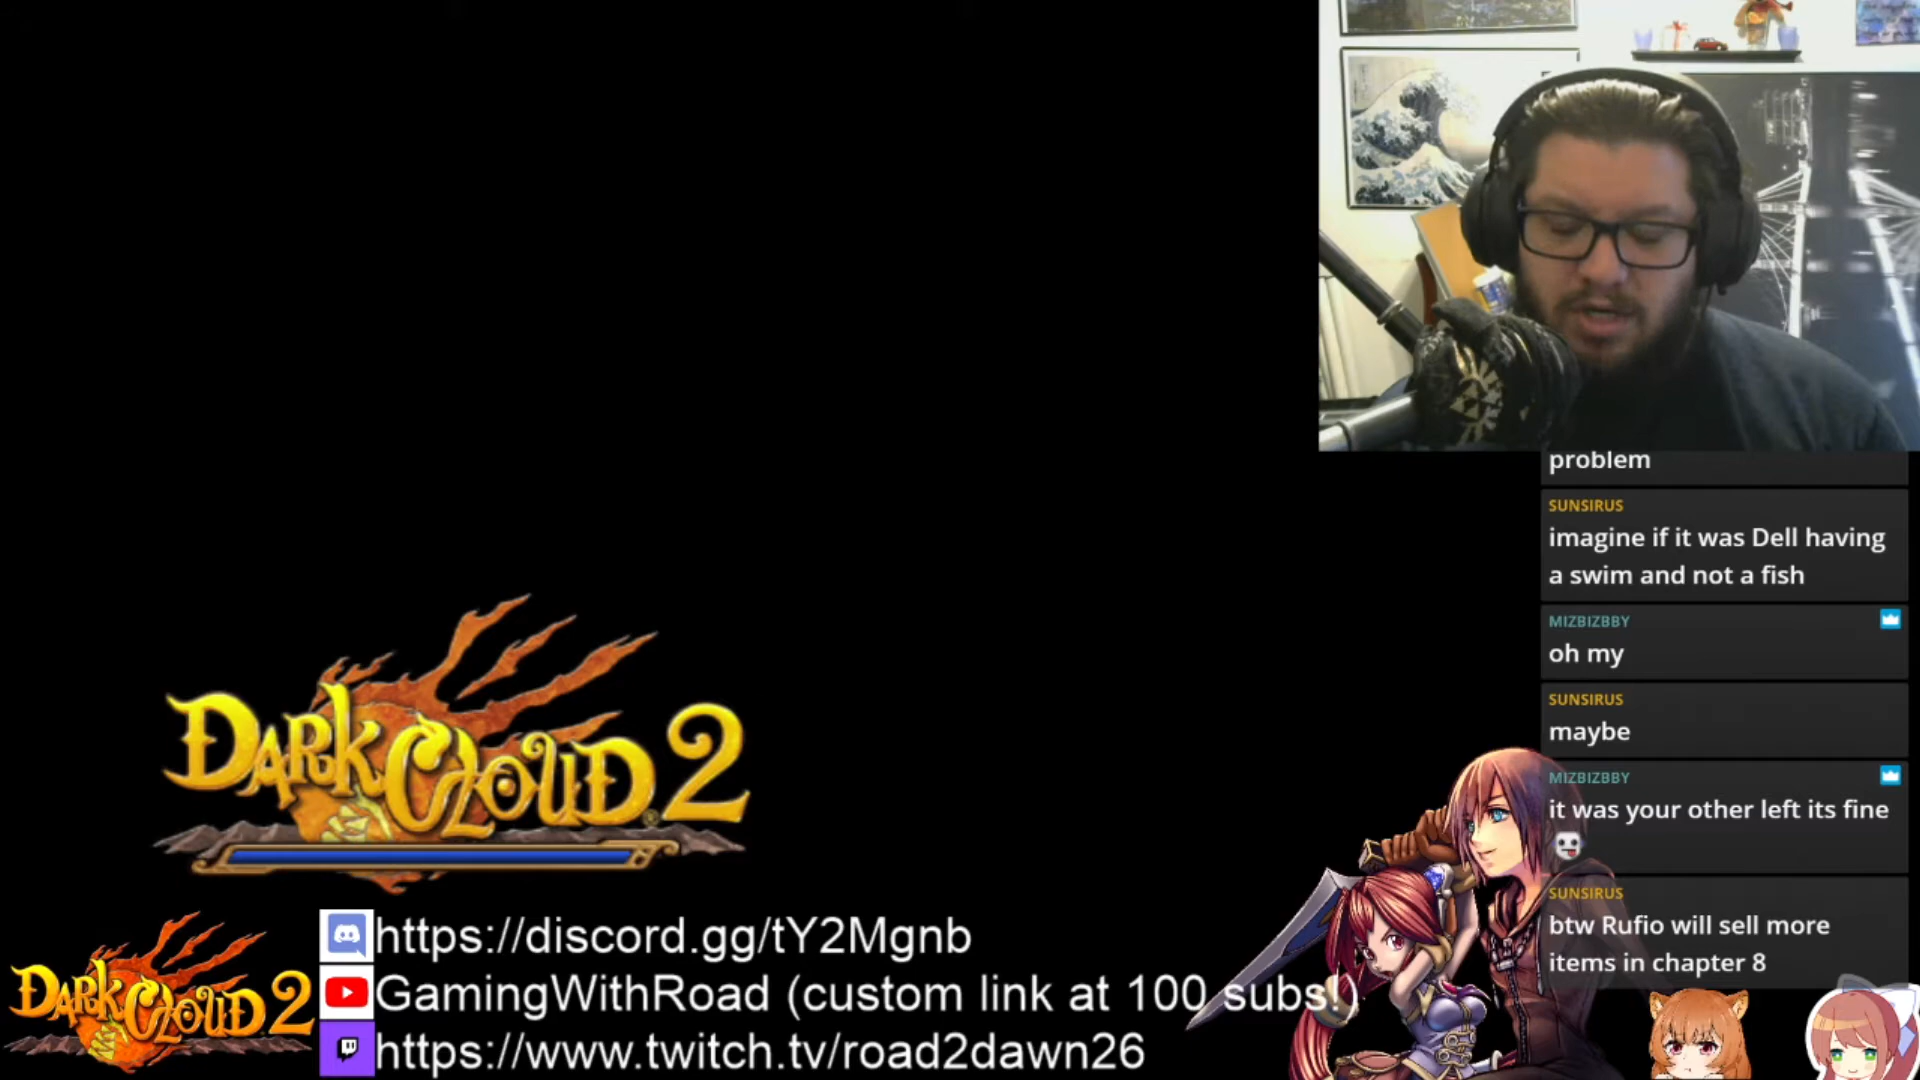 problem
SUNSIRUS
imagine if it was Dell having
a swim and not a fish
MIZBIZBBY
oh my
SUNSIRUS
maybe
MIZBIZBBY
it was your other left its fine
SUNSIRUS
btw Rufio will sell more
items in chapter 8
DARK CLOUD 2
DARK CLOUD 2
https://discord.gg/tY2Mgnb
GamingWithRoad (custom link at 100 subs!)
https://www.twitch.tv/road2dawn26